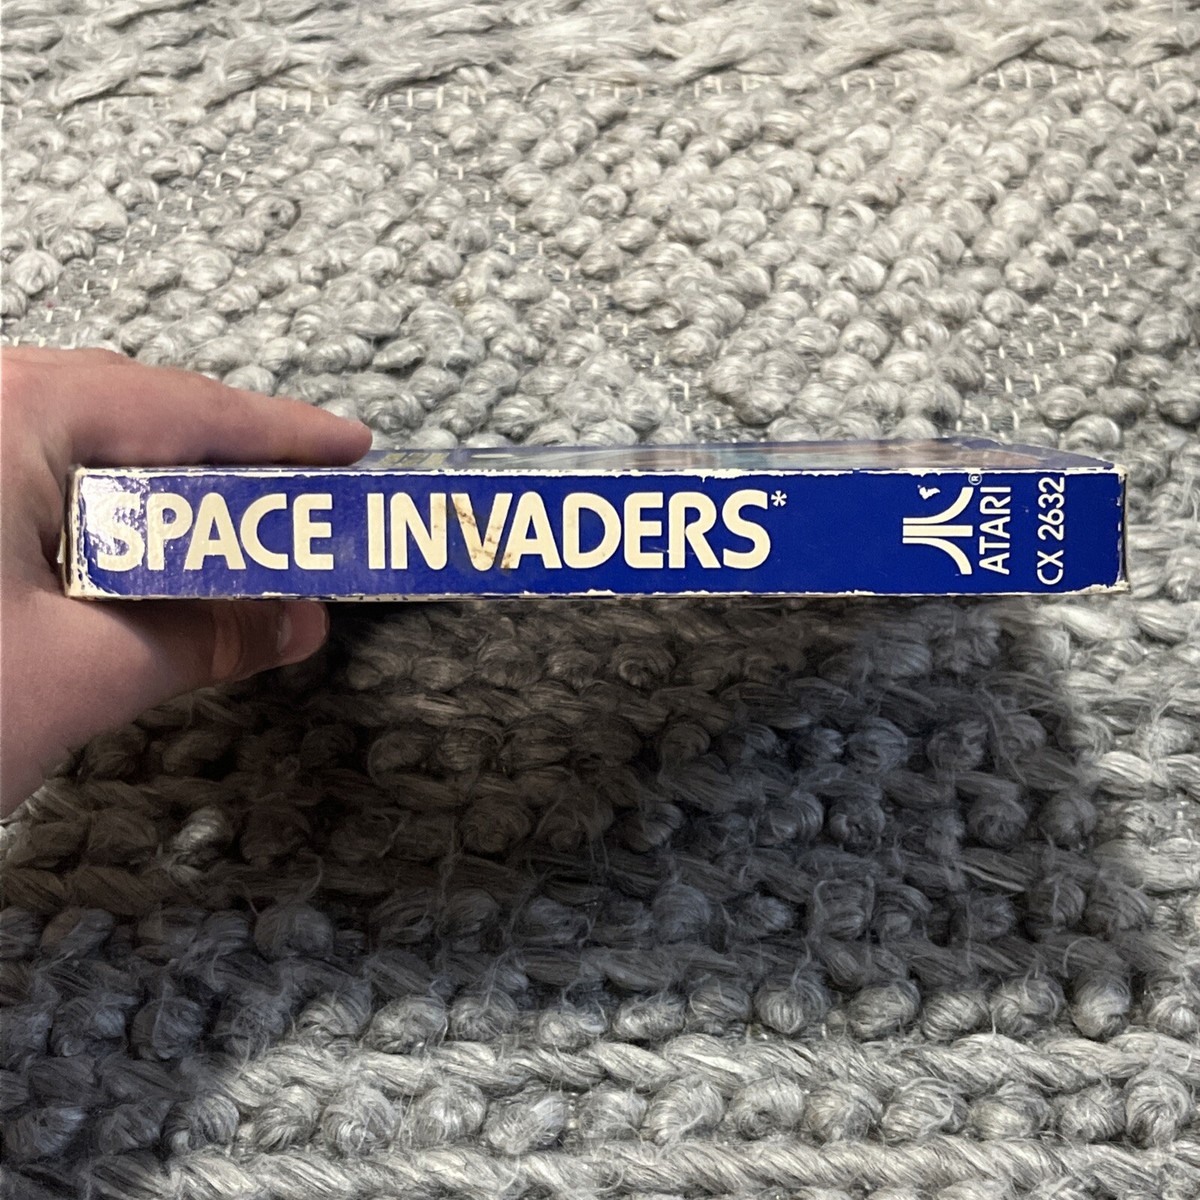 SPACE INVADERS*
ATARI®
CX 2632